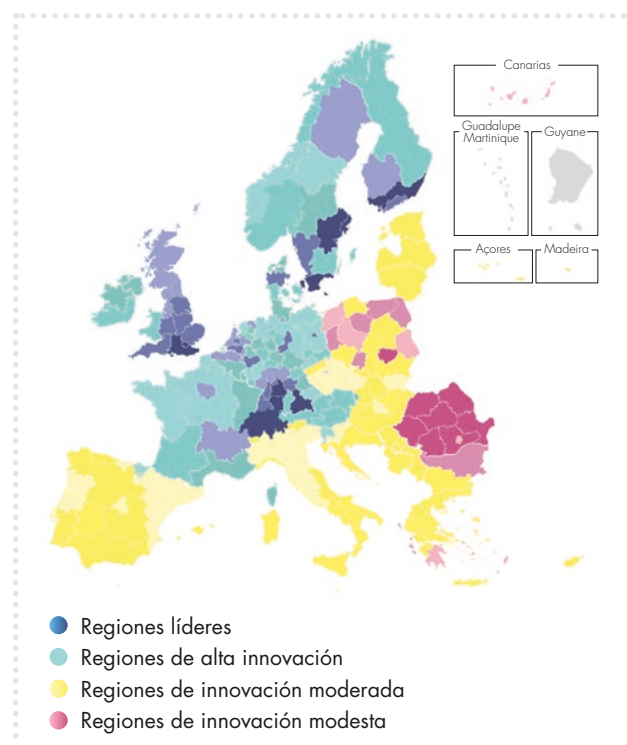 Canarias
Guadalupe
Martinique
Guyane
Açores
Madeira
Regiones líderes
Regiones de alta innovación
Regiones de innovación moderada
Regiones de innovación modesta